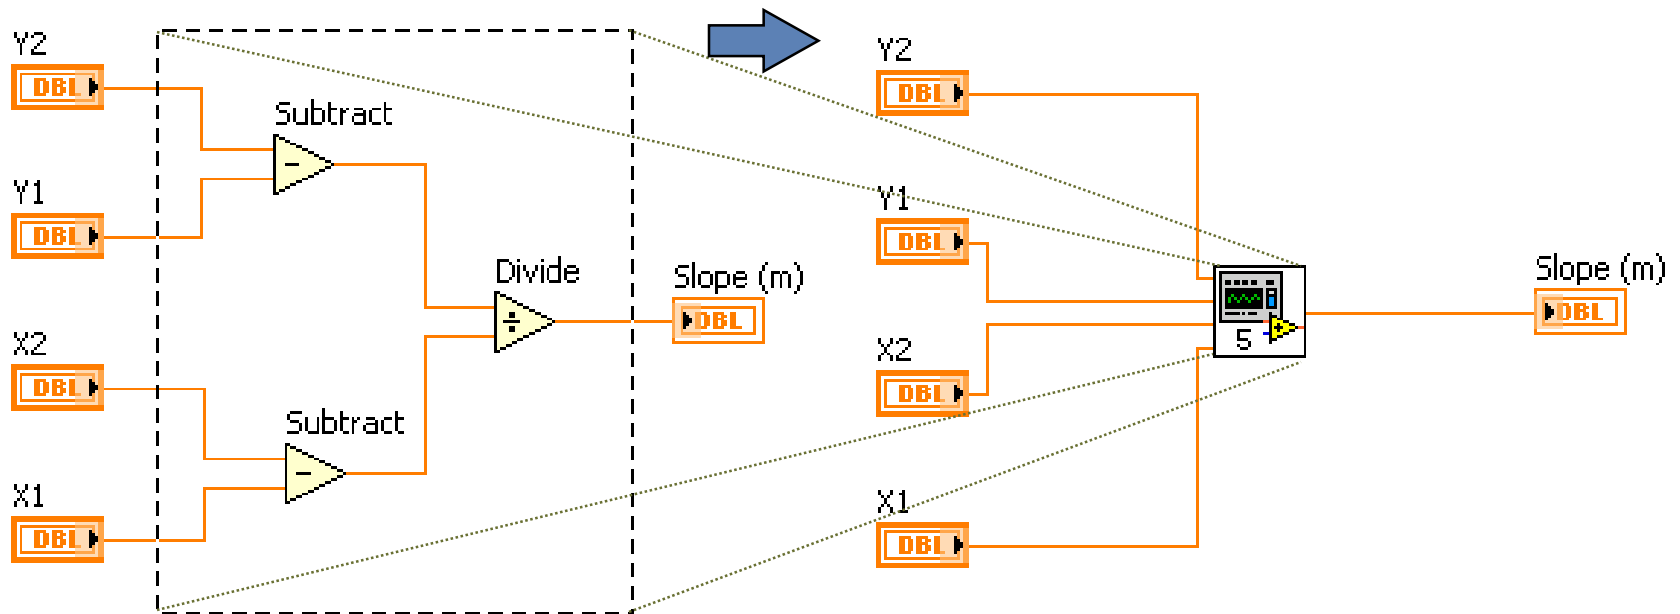 Y2
DBL
Subtract
Y1
DBL
Divide
Slope (m)
DBL
X2
DBL
Subtract
X1
DBL
Y2
DBL
Y1
DBL
X2
DBL
X1
DBL
5
Slope (m)
DBL